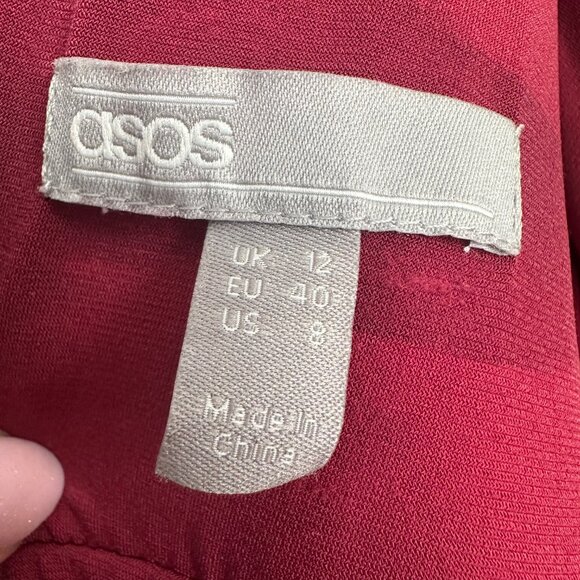 asos
UK 12
EU 40
US 8
Made In
China